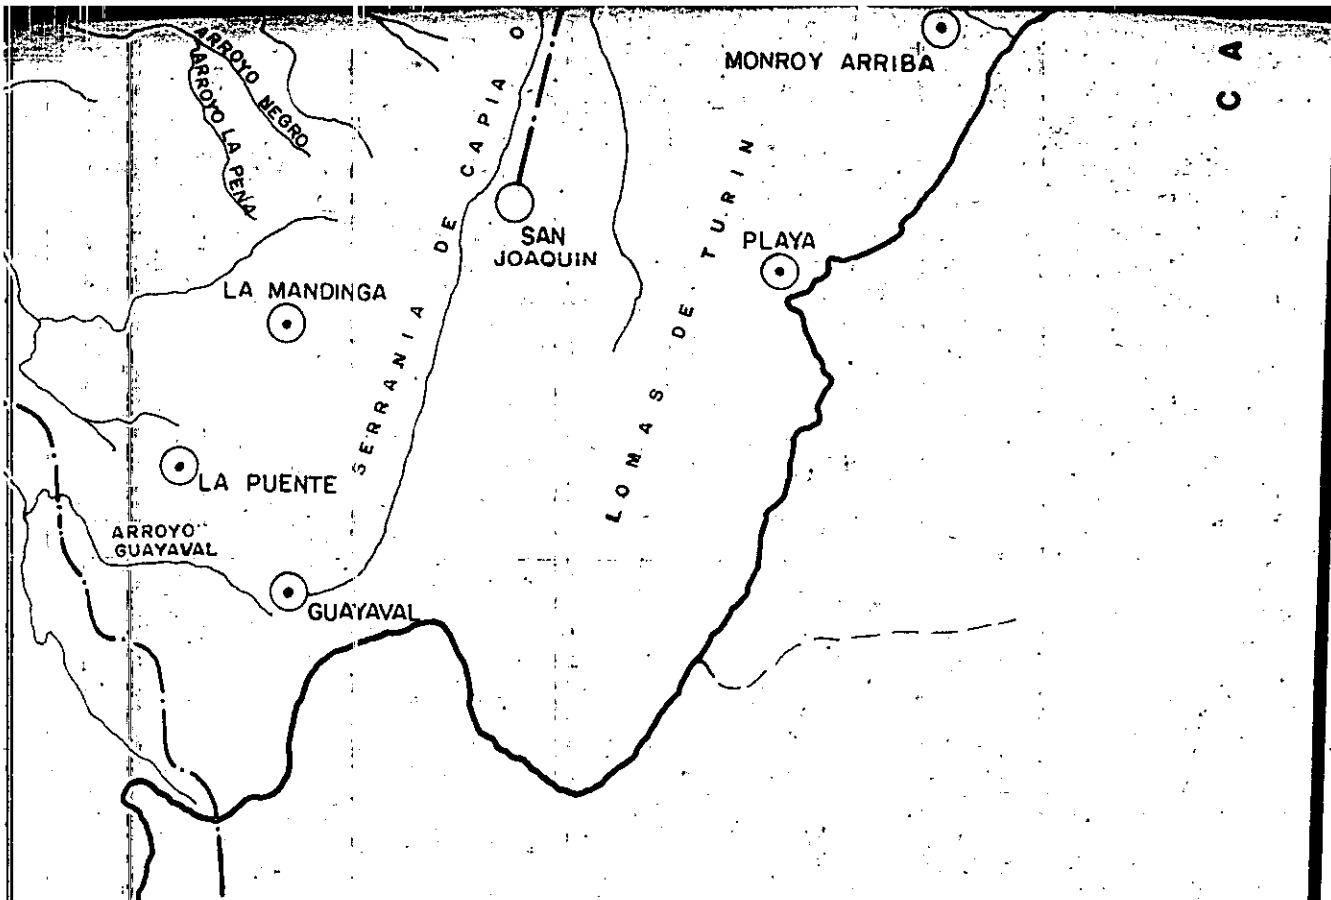 ARROYO NEGRO
ARROYO LA PEÑA
MONROY ARRIBA
C A
SERRANIA DE CAPIA O
SAN
JOAQUIN
LOMAS DE TURIN
PLAYA
LA MANDINGA
LA PUENTE
ARROYO
GUAYAVAL
GUAYAVAL